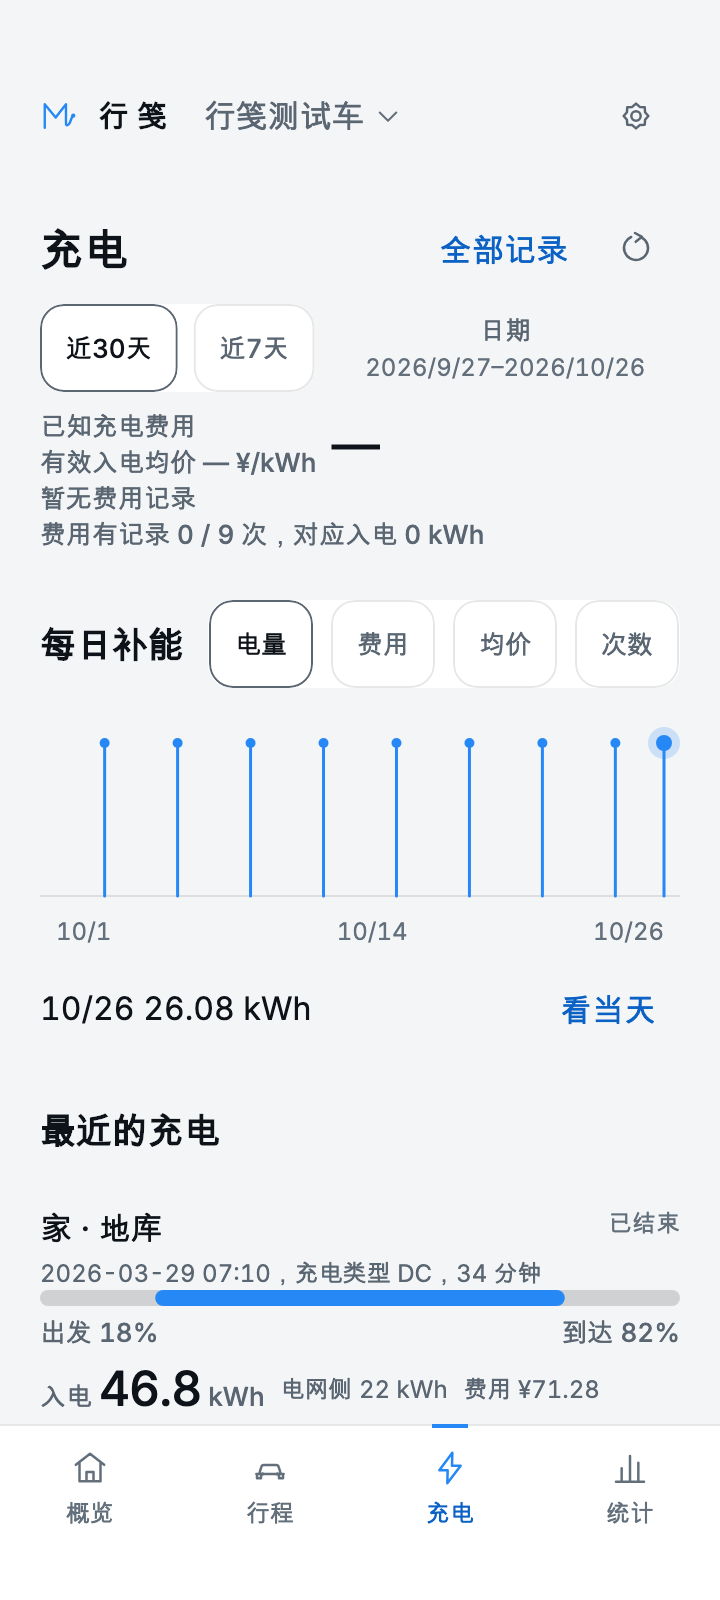 行笺 行笺测试车
充电 全部记录
近30天 近7天 日期
2026/9/27–2026/10/26
已知充电费用
有效入电均价 — ¥/kWh —
暂无费用记录
费用有记录 0 / 9 次，对应入电 0 kWh
每日补能 电量 费用 均价 次数
10/1 10/14 10/26
10/26 26.08 kWh 看当天
最近的充电
家 · 地库 已结束
2026-03-29 07:10，充电类型 DC，34 分钟
出发 18% 到达 82%
入电 46.8 kWh 电网侧 22 kWh 费用 ¥71.28
概览 行程 充电 统计